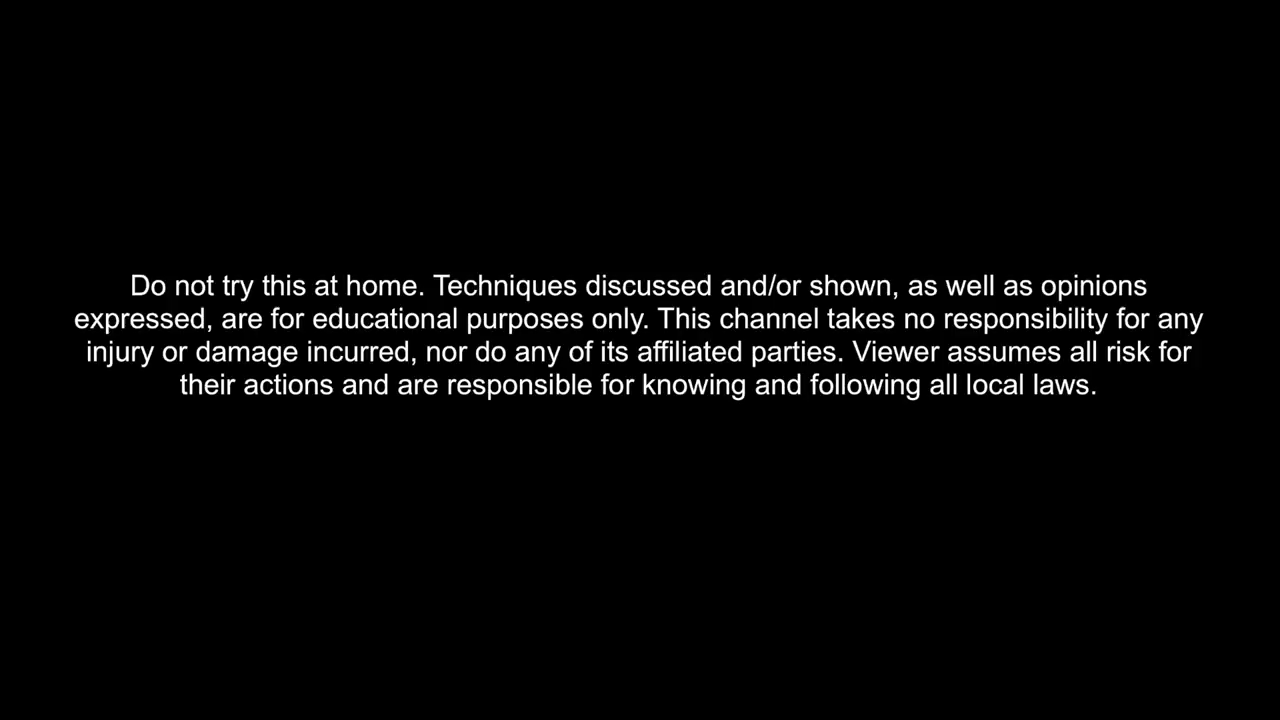 Do not try this at home. Techniques discussed and/or shown, as well as opinions
expressed, are for educational purposes only. This channel takes no responsibility for any
injury or damage incurred, nor do any of its affiliated parties. Viewer assumes all risk for
their actions and are responsible for knowing and following all local laws.